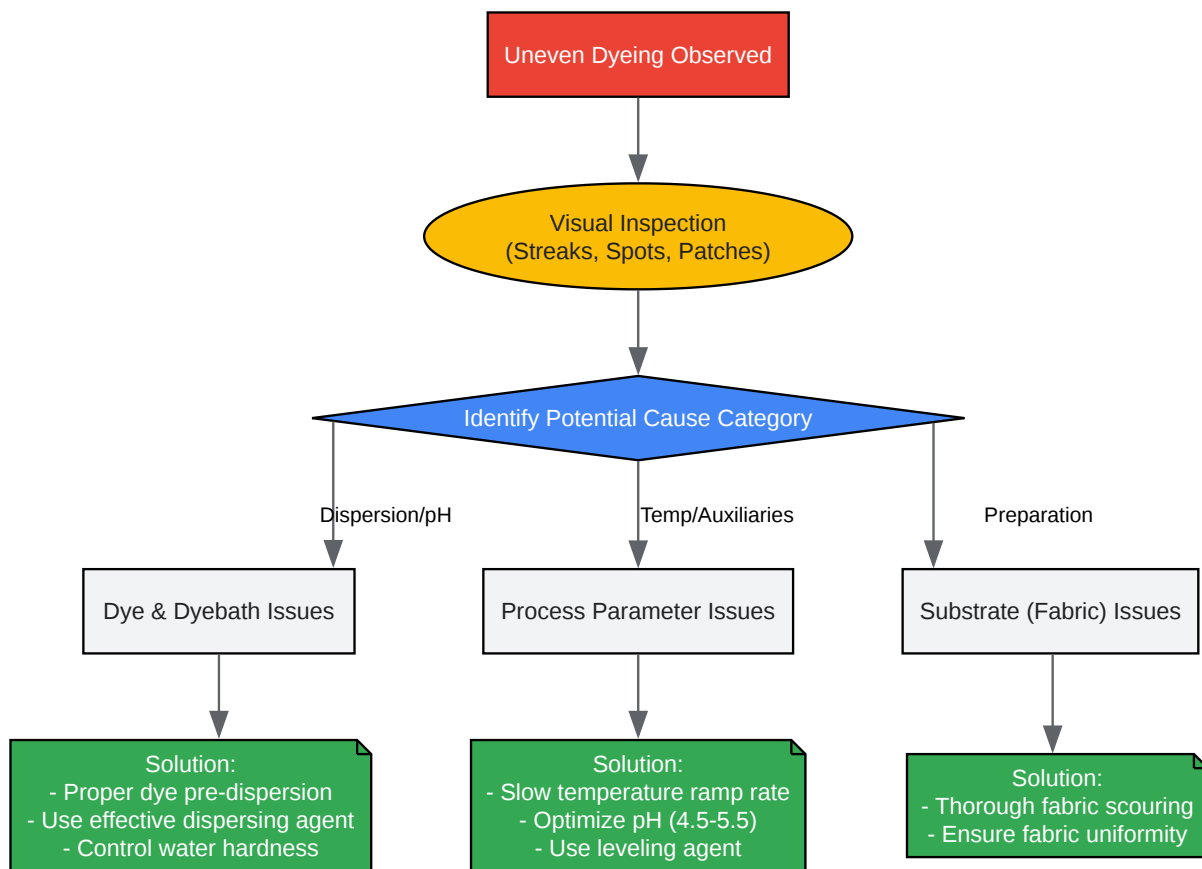 Uneven Dyeing Observed
Visual Inspection
(Streaks, Spots, Patches)
Identify Potential Cause Category
Dispersion/pH
Temp/Auxiliaries
Preparation
Dye & Dyebath Issues
Process Parameter Issues
Substrate (Fabric) Issues
Solution:
- Proper dye pre-dispersion
- Use effective dispersing agent
- Control water hardness
Solution:
- Slow temperature ramp rate
- Optimize pH (4.5-5.5)
- Use leveling agent
Solution:
- Thorough fabric scouring
- Ensure fabric uniformity